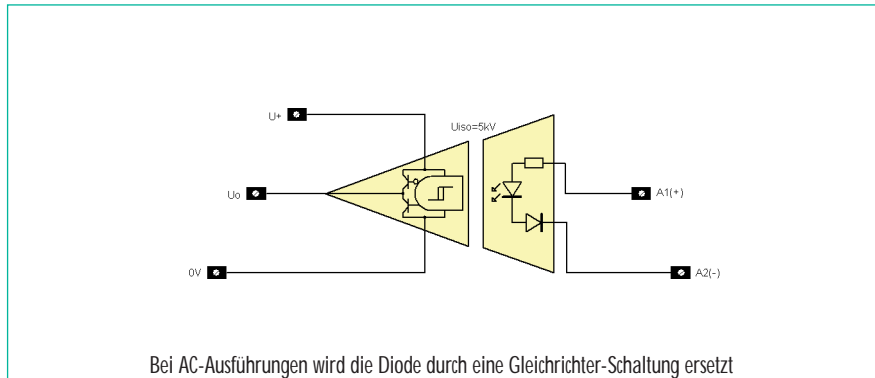 U+
Uiso=5kV
Uo
A1(+)
0V
A2(-)
Bei AC-Ausführungen wird die Diode durch eine Gleichrichter-Schaltung ersetzt